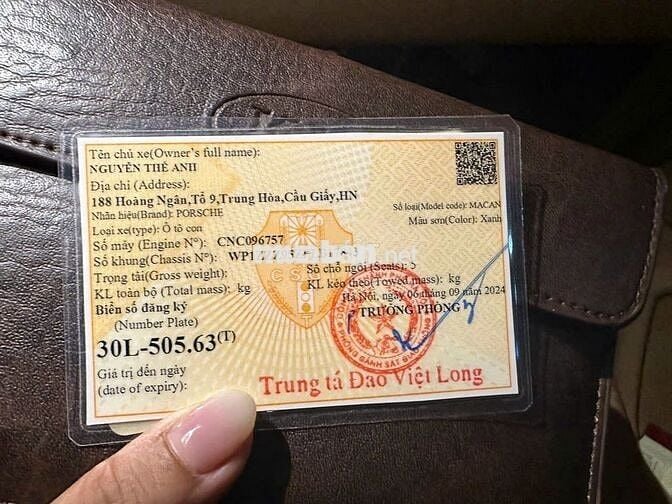 Tên chủ xe(Owner's full name):
NGUYỄN THẾ ANH
Địa chỉ (Address):
188 Hoàng Ngân,Tổ 9,Trung Hòa,Cầu Giấy,HN
Nhãn hiệu(Brand): PORSCHE
Số loại(Model code): MACAN
Loại xe(type): Ô tô con
Màu sơn(Color): Xanh
Số máy (Engine N°): CNC096757
Số khung(Chassis N°)
Trọng tải(Gross weight):
Số chỗ ngồi (Seats): 5
KL toàn bộ (Total mass): kg
KL kéo theo(Towed mass): kg
Biển số đăng ký
Hà Nội, ngày 06 tháng 09 năm 2024
(Number Plate)
TRƯỞNG PHÒNG
30L-505.63(T)
Giá trị đến ngày
(date of expiry):
Trung tá Đào Việt Long